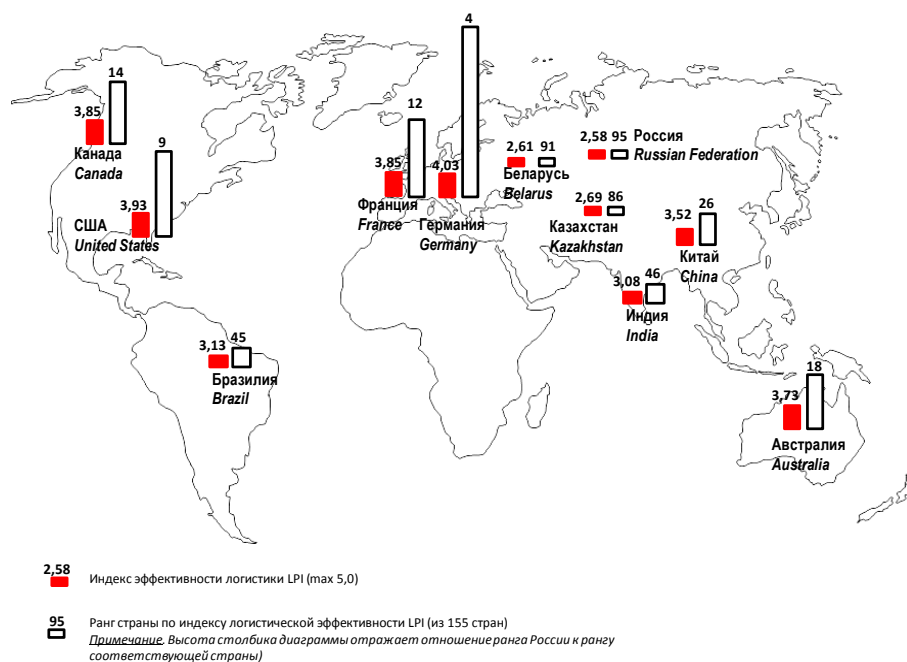 4
14
3,85
Канада
Canada
9
3,93
США
United States
12
3,85
Франция
France
4,03
Германия
Germany
2,61 91
Беларусь
Belarus
2,58 95 Россия
Russian Federation
2,69 86
Казахстан
Kazakhstan
26
3,52
Китай
China
46
3,08
Индия
India
45
3,13
Бразилия
Brazil
18
3,73
Австралия
Australia
2,58
Индекс эффективности логистики LPI (max 5,0)
95
Ранг страны по индексу логистической эффективности LPI (из 155 стран)
Примечание. Высота столбика диаграммы отражает отношение ранга России к рангу
соответствующей страны)